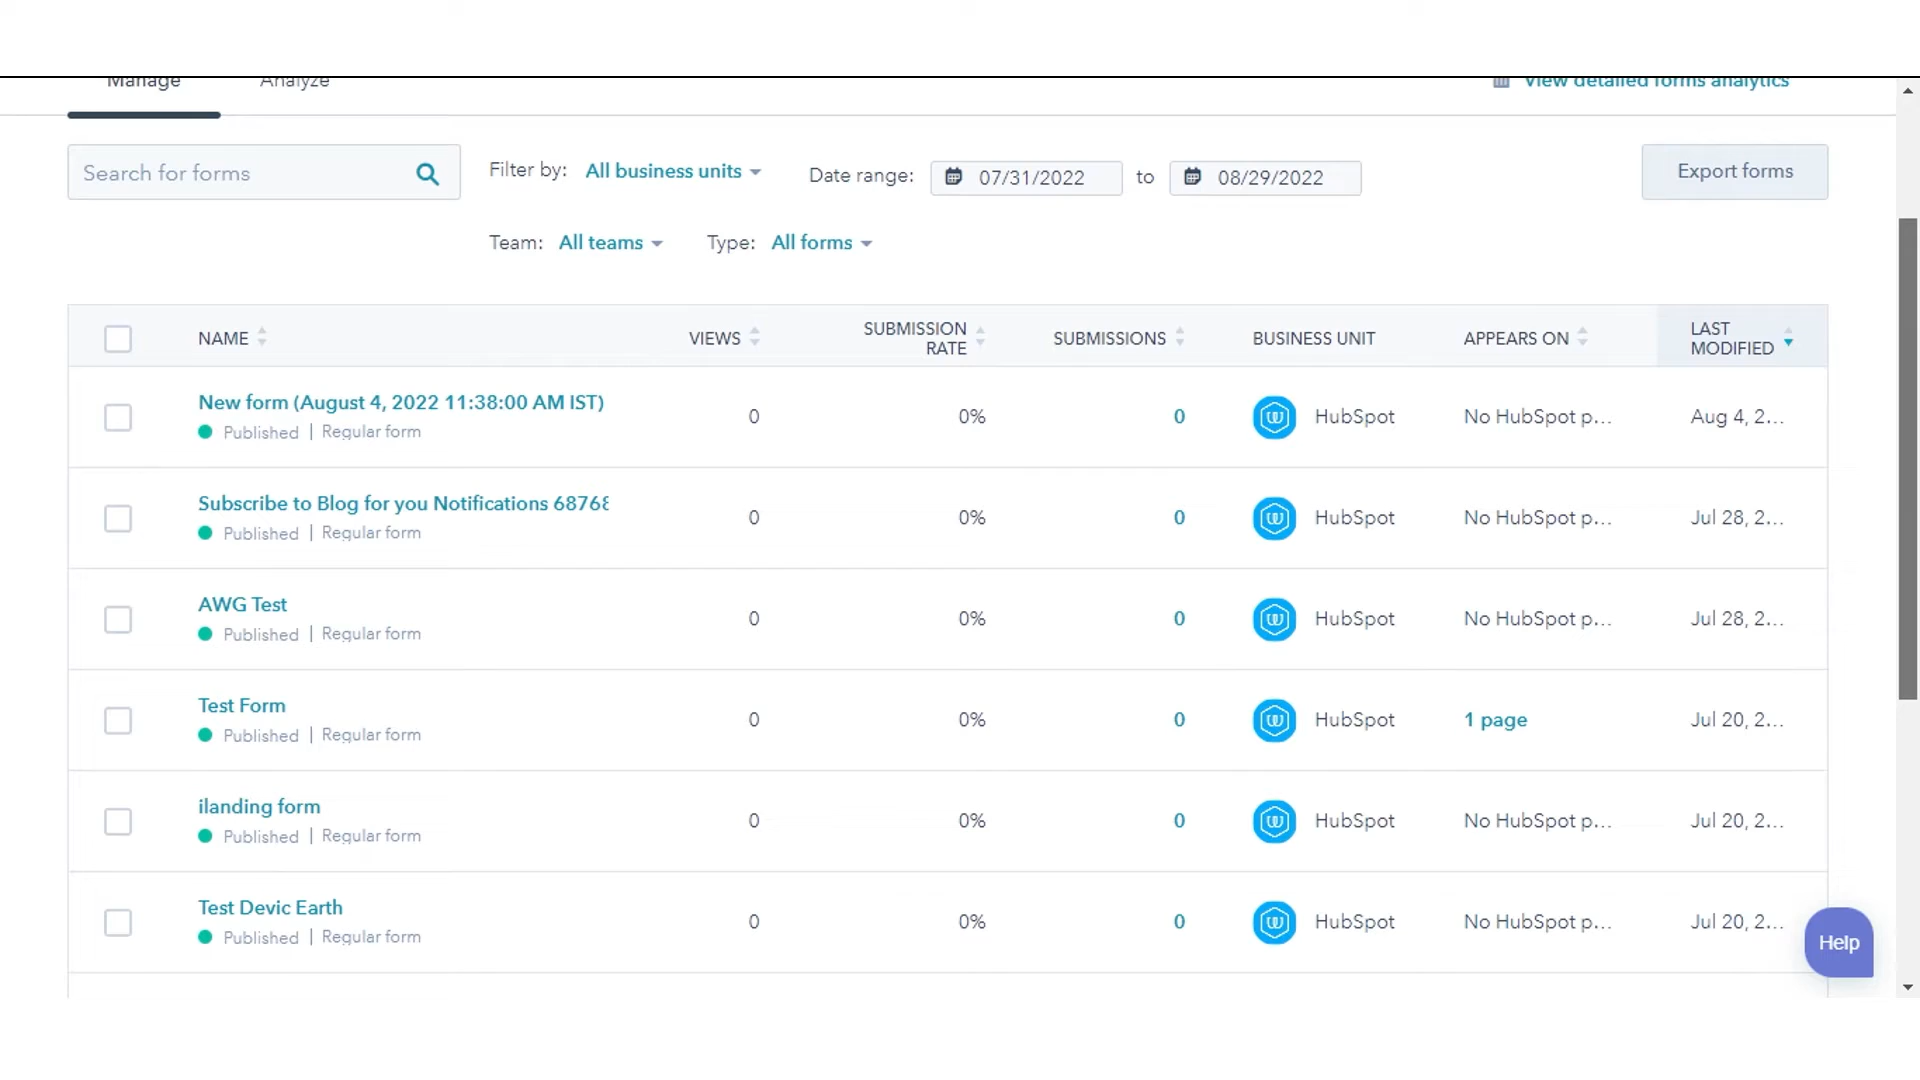 Manage Analyze View detailed forms analytics
Search for forms Filter by: All business units Date range: 07/31/2022 to 08/29/2022 Export forms
Team: All teams Type: All forms
NAME VIEWS SUBMISSION RATE SUBMISSIONS BUSINESS UNIT APPEARS ON LAST MODIFIED
New form (August 4, 2022 11:38:00 AM IST)
Published | Regular form
0 0% 0 HubSpot No HubSpot p... Aug 4, 2...
Subscribe to Blog for you Notifications 68768
Published | Regular form
0 0% 0 HubSpot No HubSpot p... Jul 28, 2...
AWG Test
Published | Regular form
0 0% 0 HubSpot No HubSpot p... Jul 28, 2...
Test Form
Published | Regular form
0 0% 0 HubSpot 1 page Jul 20, 2...
ilanding form
Published | Regular form
0 0% 0 HubSpot No HubSpot p... Jul 20, 2...
Test Devic Earth
Published | Regular form
0 0% 0 HubSpot No HubSpot p... Jul 20, 2...
Help